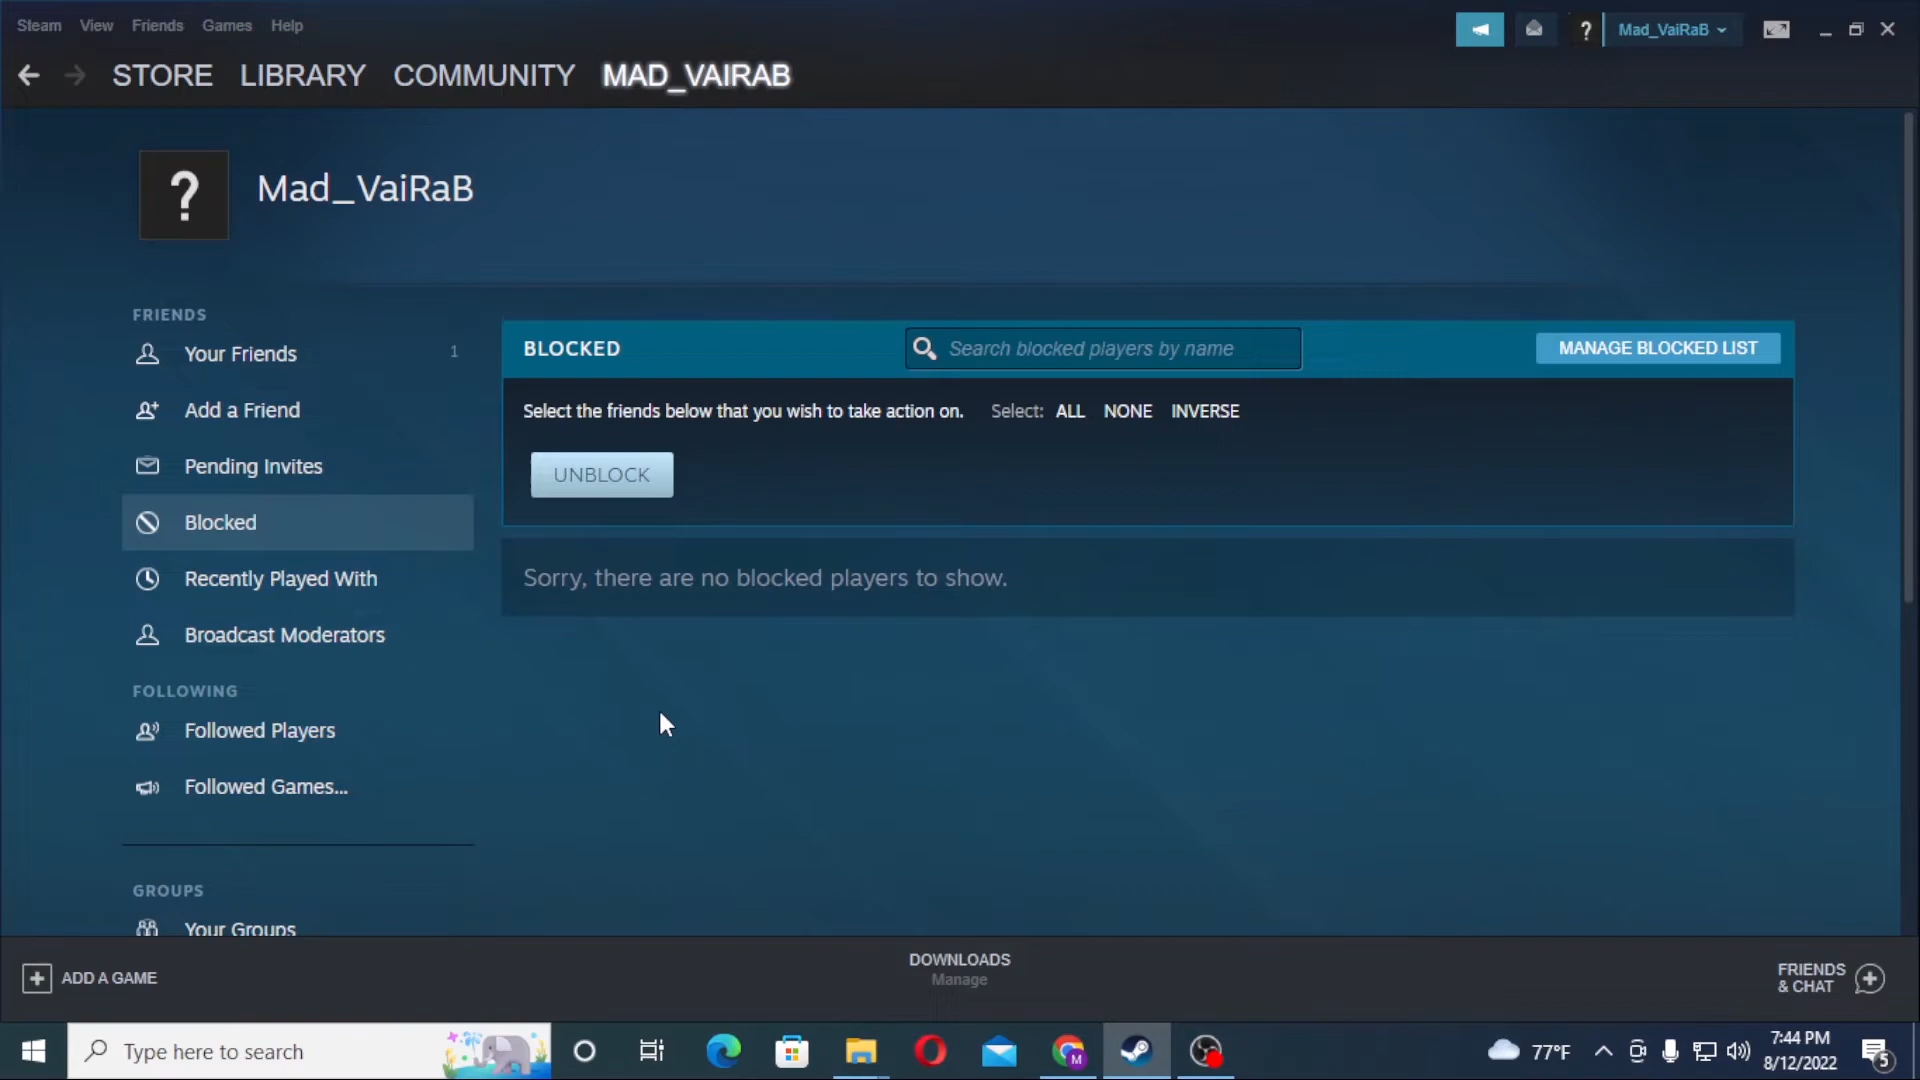 Steam View Friends Games Help
Mad_VaiRaB
STORE LIBRARY COMMUNITY MAD_VAIRAB
?
Mad_VaiRaB
FRIENDS
Your Friends 1
Add a Friend
Pending Invites
Blocked
Recently Played With
Broadcast Moderators
FOLLOWING
Followed Players
Followed Games...
GROUPS
Your Groups
BLOCKED
Search blocked players by name
MANAGE BLOCKED LIST
Select the friends below that you wish to take action on. Select: ALL NONE INVERSE
UNBLOCK
Sorry, there are no blocked players to show.
ADD A GAME
DOWNLOADS
Manage
FRIENDS
& CHAT
Type here to search
M
77°F
7:44 PM
8/12/2022
5